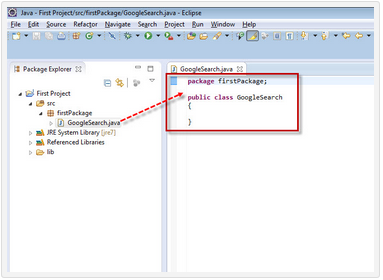 Java - First Project/src/firstPackage/GoogleSearch.java - Eclipse
File Edit Source Refactor Navigate Search Project Run Window Help
Package Explorer
First Project
src
firstPackage
GoogleSearch.java
JRE System Library [jre7]
Referenced Libraries
lib
GoogleSearch.java
package firstPackage;
public class GoogleSearch
{
}